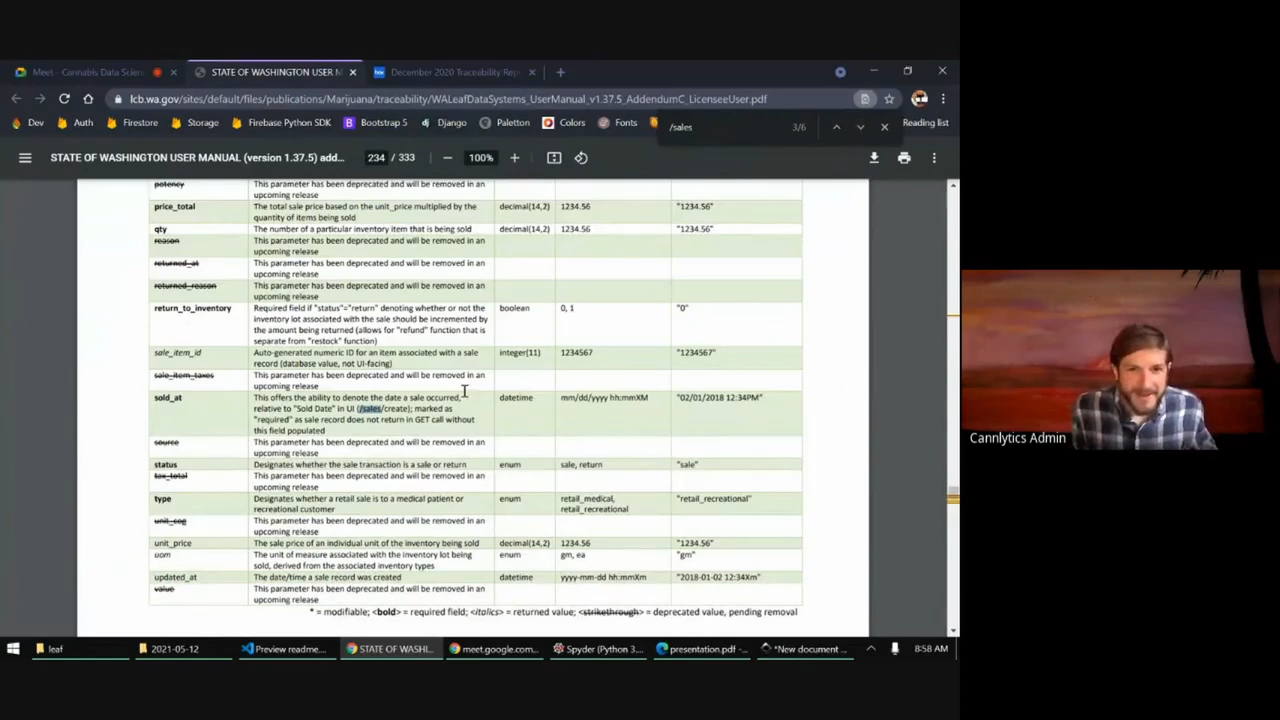 Meet - Cannabis Data Scien
STATE OF WASHINGTON USER M
December 2020 Traceability Rep
lcb.wa.gov/sites/default/files/publications/Marijuana/traceability/WALeafDataSystems_UserManual_v1.37.5_AddendumC_LicenseeUser.pdf
Dev Auth Firestore Storage Firebase Python SDK Bootstrap 5 Django Paletton Colors Fonts Reading list
/sales 3/6
STATE OF WASHINGTON USER MANUAL (version 1.37.5) add... 234 / 333 100%
potency This parameter has been deprecated and will be removed in an
upcoming release
price_total The total sale price based on the unit_price multiplied by the decimal(14,2) 1234.56 "1234.56"
quantity of items being sold
qty The number of a particular inventory item that is being sold decimal(14,2) 1234.56 "1234.56"
reason This parameter has been deprecated and will be removed in an
upcoming release
returned_at This parameter has been deprecated and will be removed in an
upcoming release
returned_reason This parameter has been deprecated and will be removed in an
upcoming release
return_to_inventory Required field if "status"="return" denoting whether or not the boolean 0, 1 "0"
inventory lot associated with the sale should be incremented by
the amount being returned (allows for "refund" function that is
separate from "restock" function)
sale_item_id Auto-generated numeric ID for an item associated with a sale integer(11) 1234567 "1234567"
record (database value, not UI-facing)
sale_item_taxes This parameter has been deprecated and will be removed in an
upcoming release
sold_at This offers the ability to denote the date a sale occurred, datetime mm/dd/yyyy hh:mmXM "02/01/2018 12:34PM"
relative to "Sold Date" in UI (/sales/create); marked as
"required" as sale record does not return in GET call without
this field populated
source This parameter has been deprecated and will be removed in an
upcoming release
status Designates whether the sale transaction is a sale or return enum sale, return "sale"
tax_total This parameter has been deprecated and will be removed in an
upcoming release
type Designates whether a retail sale is to a medical patient or enum retail_medical, "retail_recreational"
recreational customer retail_recreational
unit_cog This parameter has been deprecated and will be removed in an
upcoming release
unit_price The sale price of an individual unit of the inventory being sold decimal(14,2) 1234.56 "1234.56"
uom The unit of measure associated with the inventory lot being enum gm, ea "gm"
sold, derived from the associated inventory types
updated_at The date/time a sale record was created datetime yyyy-mm-dd hh:mmXm "2018-01-02 12:34Xm"
value This parameter has been deprecated and will be removed in an
upcoming release
* = modifiable; <bold> = required field; <italics> = returned value; <strikethrough> = deprecated value, pending removal
Cannlytics Admin
leaf 2021-05-12 Preview readme.... STATE OF WASHI... meet.google.com... Spyder (Python 3.... presentation.pdf -... *New document ... 8:58 AM